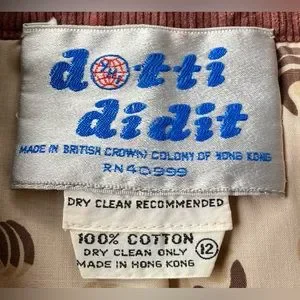 dotti
didit
MADE IN BRITISH CROWN COLONY OF HONG KONG
RN40999
DRY CLEAN RECOMMENDED
100% COTTON
DRY CLEAN ONLY 12
MADE IN HONG KONG